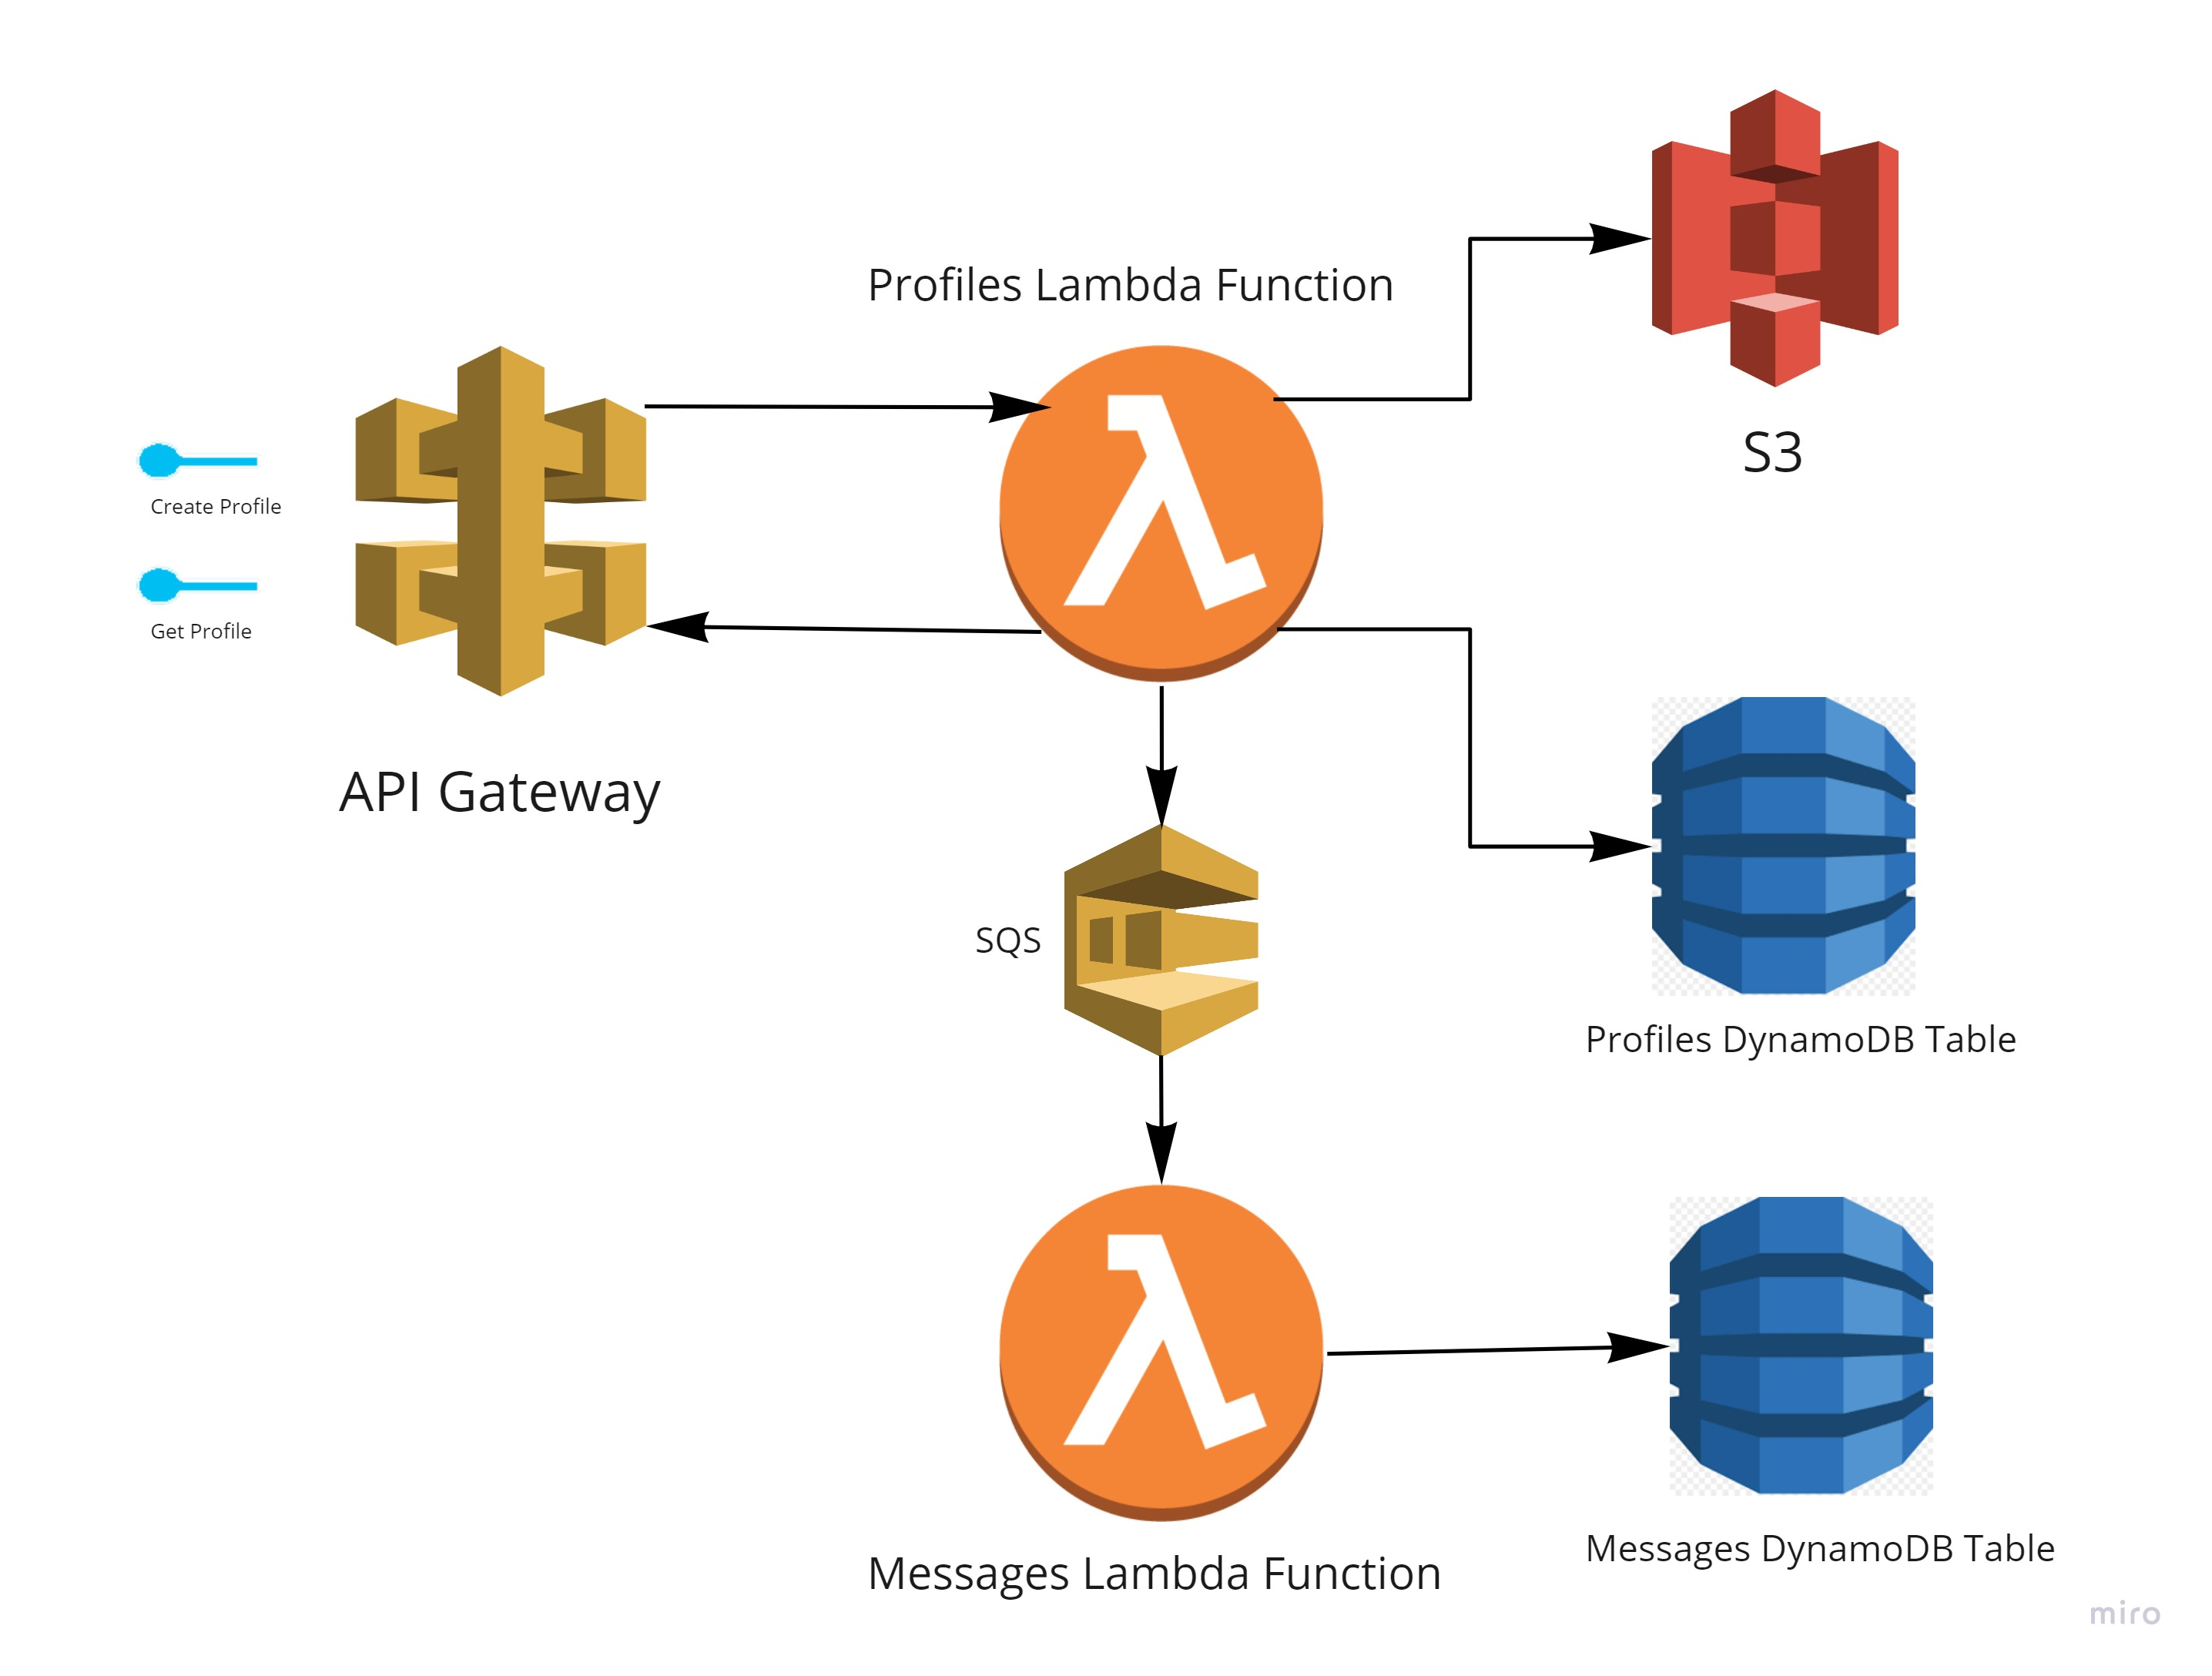 Profiles Lambda Function
S3
Create Profile
Get Profile
API Gateway
SQS
Profiles DynamoDB Table
Messages DynamoDB Table
Messages Lambda Function
miro